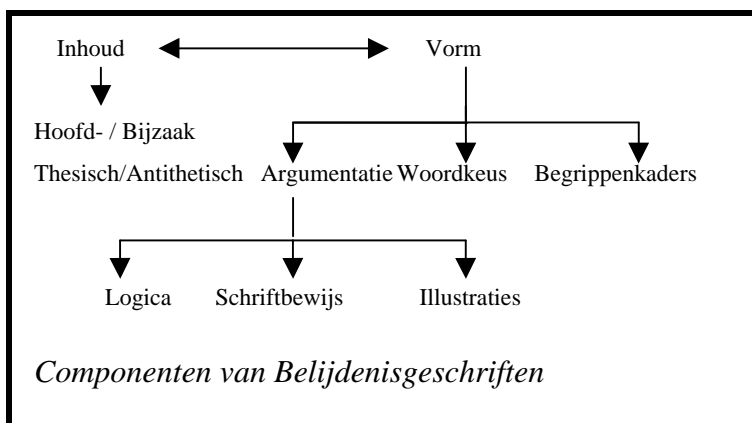 Inhoud Vorm
Hoofd- / Bijzaak
Thesisch/Antithetisch Argumentatie Woordkeus Begrippenkaders
Logica Schriftbewijs Illustraties
Componenten van Belijdenisgeschriften